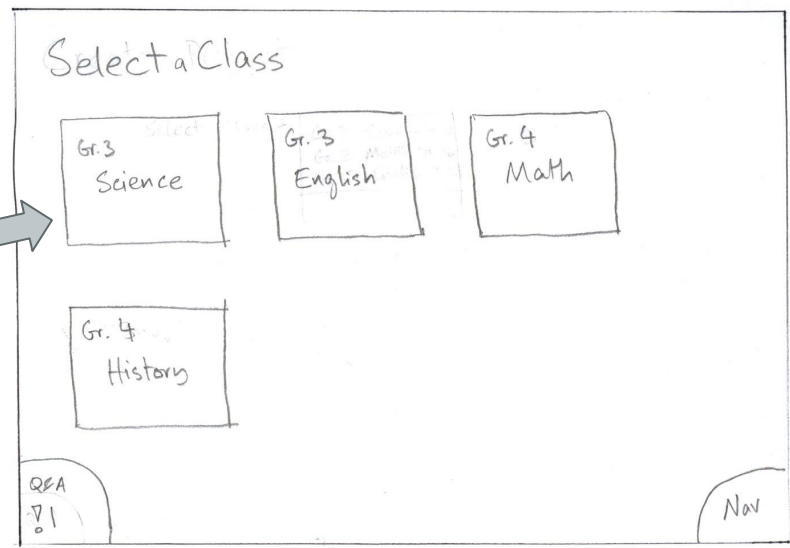 Select a Class
Gr. 3
Science
Gr. 3
English
Gr. 4
Math
Gr. 4
History
Q&A
Nav